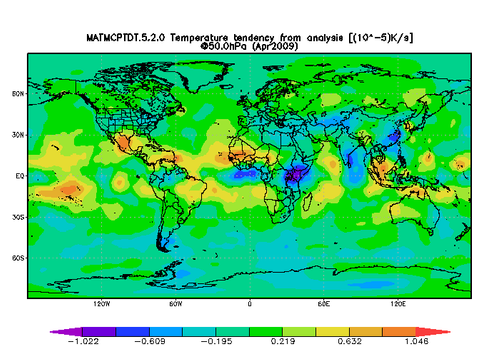 MATMCPTDT.5.2.0 Temperature tendency from analysis [(10^-5)K/s]
@50.0hPa (Apr2009)
60N
30N
EQ
30S
60S
120W 60W 0 60E 120E
-1.022 -0.609 -0.195 0.219 0.632 1.046